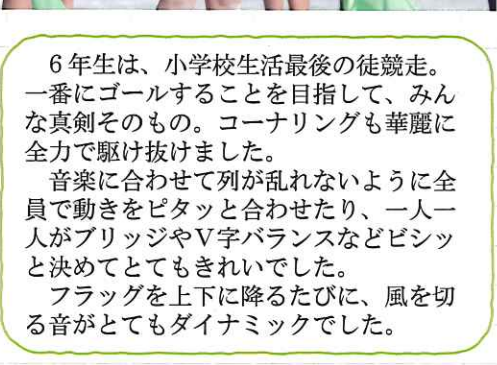 ６年生は、小学校生活最後の徒競走。
一番にゴールすることを目指して、みん
な真剣そのもの。コーナリングも華麗に
全力で駆け抜けました。
　音楽に合わせて列が乱れないように全
員で動きをピタッと合わせたり、一人一
人がブリッジやＶ字バランスなどビシッ
と決めてとてもきれいでした。
　フラッグを上下に降るたびに、風を切
る音がとてもダイナミックでした。